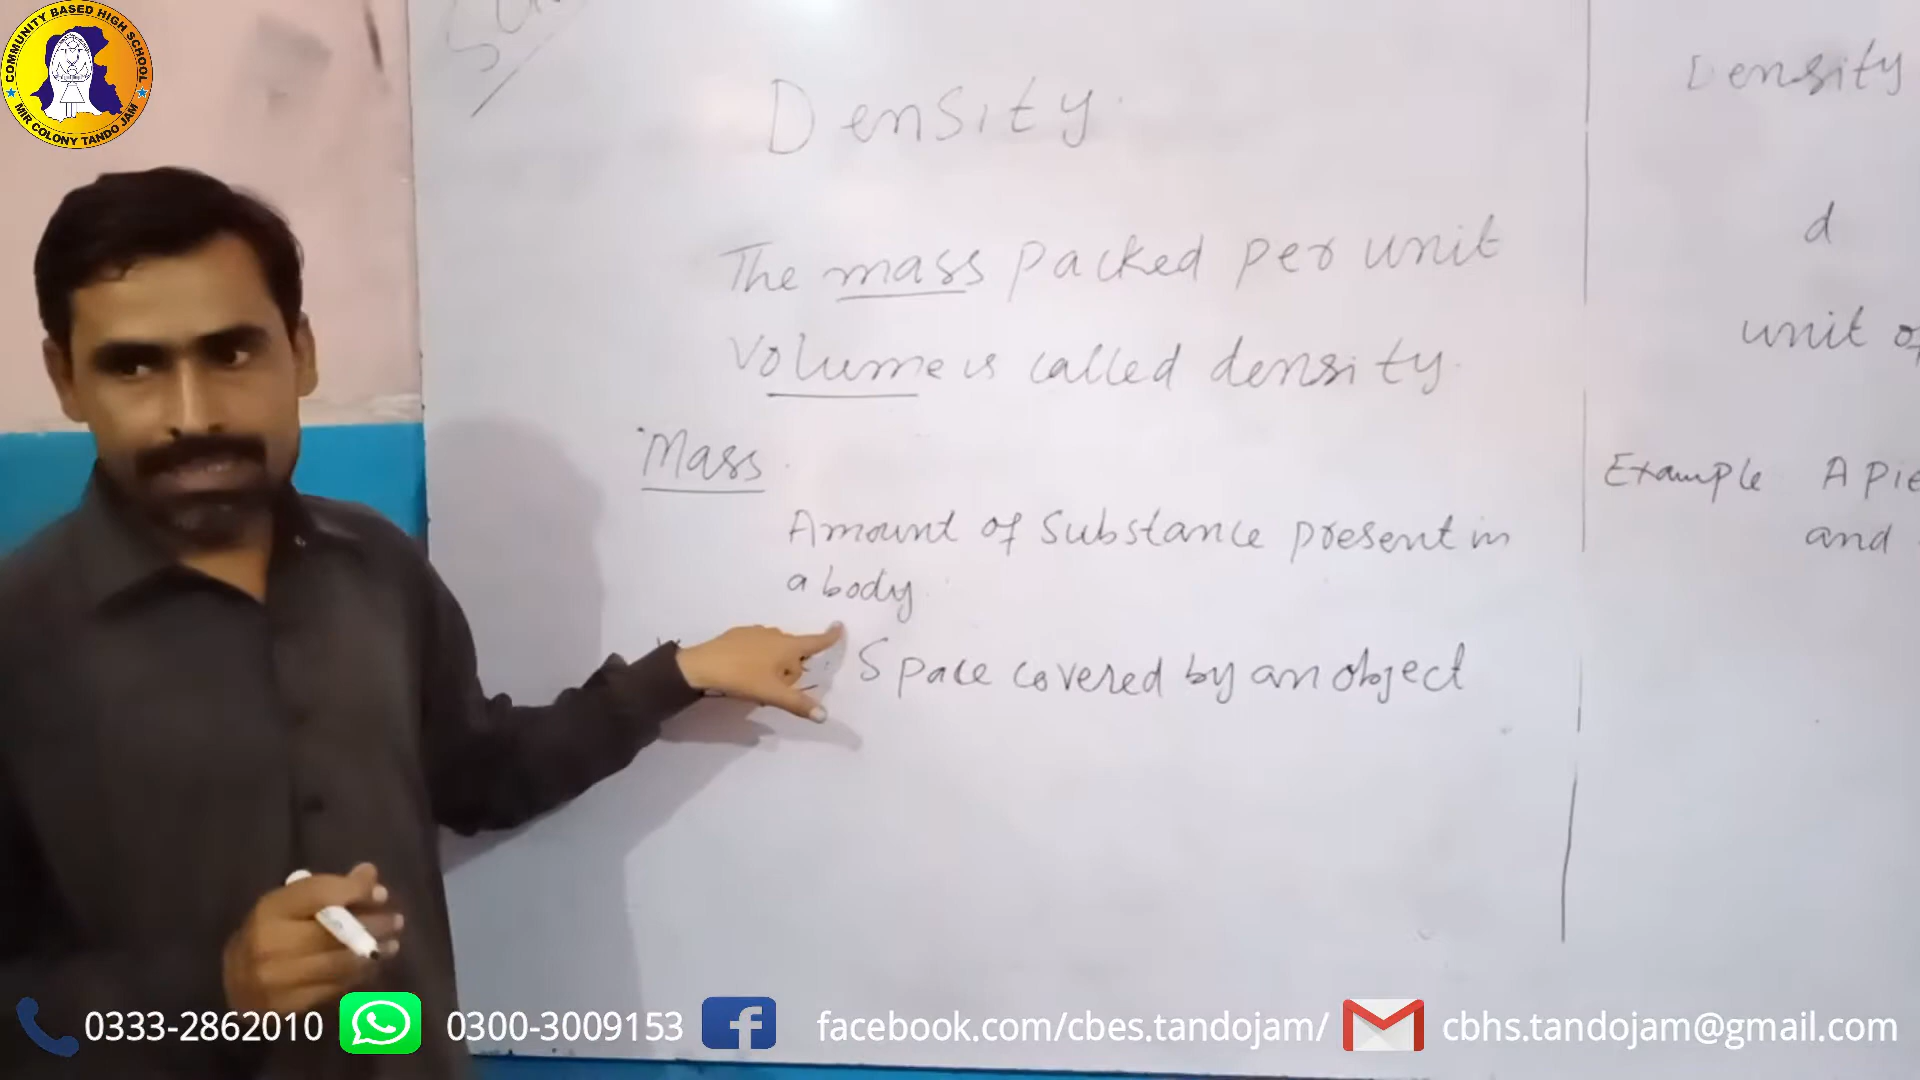 COMMUNITY BASED HIGH SCHOOL
MIR COLONY TANDO JAM
Density.
The mass packed per unit
Volume is called density.
Mass
Amount of Substance present in
a body.
Space covered by an object
Density
d
unit of
Example A pie
and
0333-2862010 0300-3009153 facebook.com/cbes.tandojam/ cbhs.tandojam@gmail.com